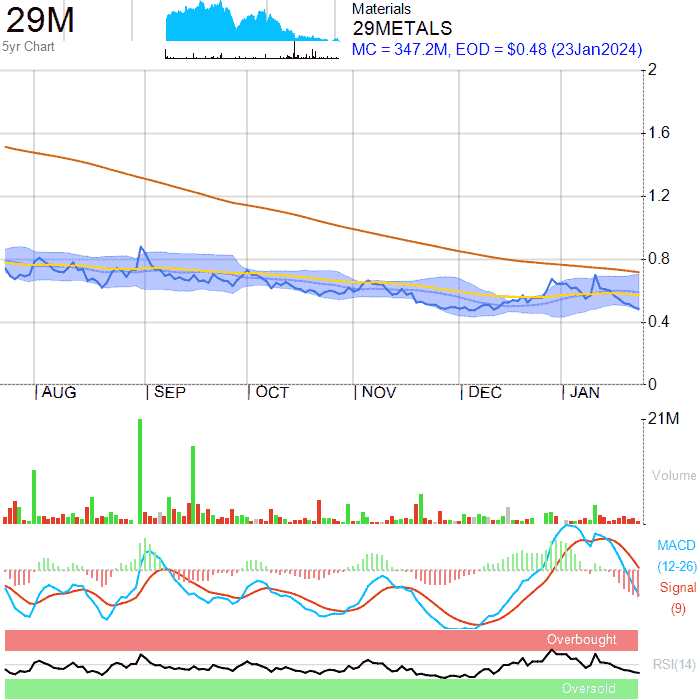 29M
5yr Chart
Materials
29METALS
MC = 347.2M, EOD = $0.48 (23Jan2024)
2
1.6
1.2
0.8
0.4
0
AUG SEP OCT NOV DEC JAN
21M
Volume
MACD
(12-26)
Signal
(9)
Overbought
RSI(14)
Oversold